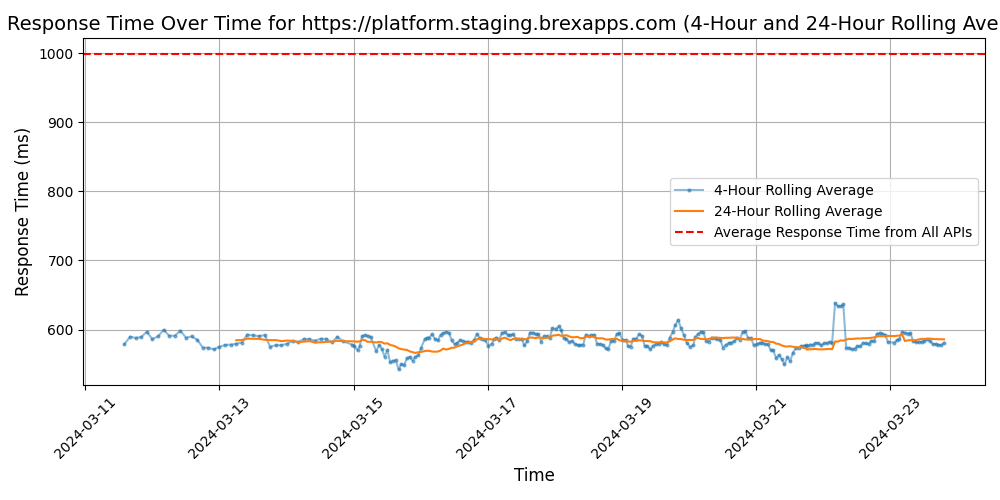 Response Time Over Time for https://platform.staging.brexapps.com (4-Hour and 24-Hour Rolling Ave
1000
900
800
700
600
Response Time (ms)
4-Hour Rolling Average
24-Hour Rolling Average
Average Response Time from All APIs
2024-03-11
2024-03-13
2024-03-15
2024-03-17
2024-03-19
2024-03-21
2024-03-23
Time